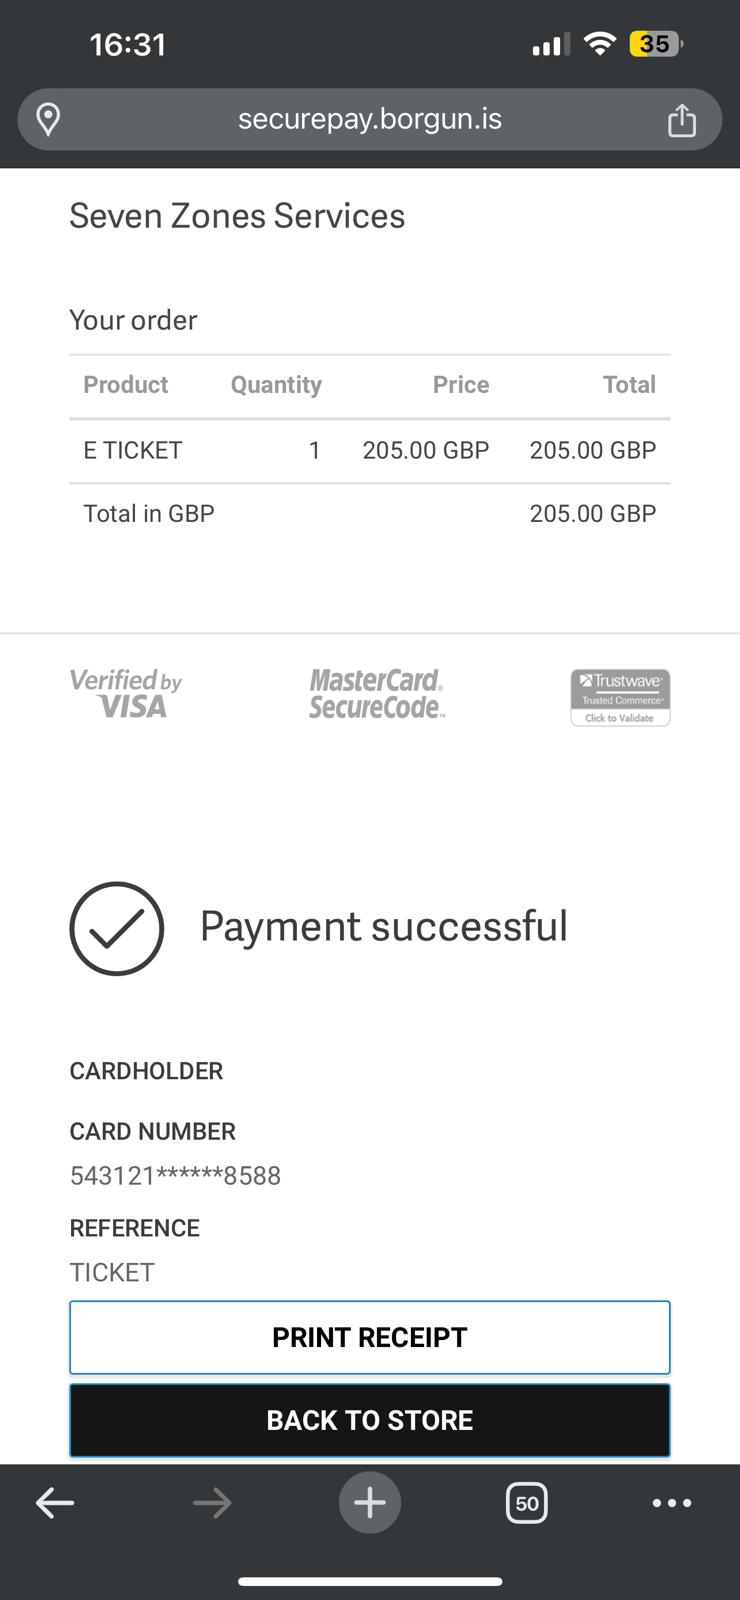 16:31
35
securepay.borgun.is
Seven Zones Services
Your order
Product Quantity Price Total
E TICKET 1 205.00 GBP 205.00 GBP
Total in GBP 205.00 GBP
Verified by
VISA
MasterCard.
SecureCode™
Trustwave®
Trusted Commerce®
Click to Validate
Payment successful
CARDHOLDER
CARD NUMBER
543121******8588
REFERENCE
TICKET
PRINT RECEIPT
BACK TO STORE
50